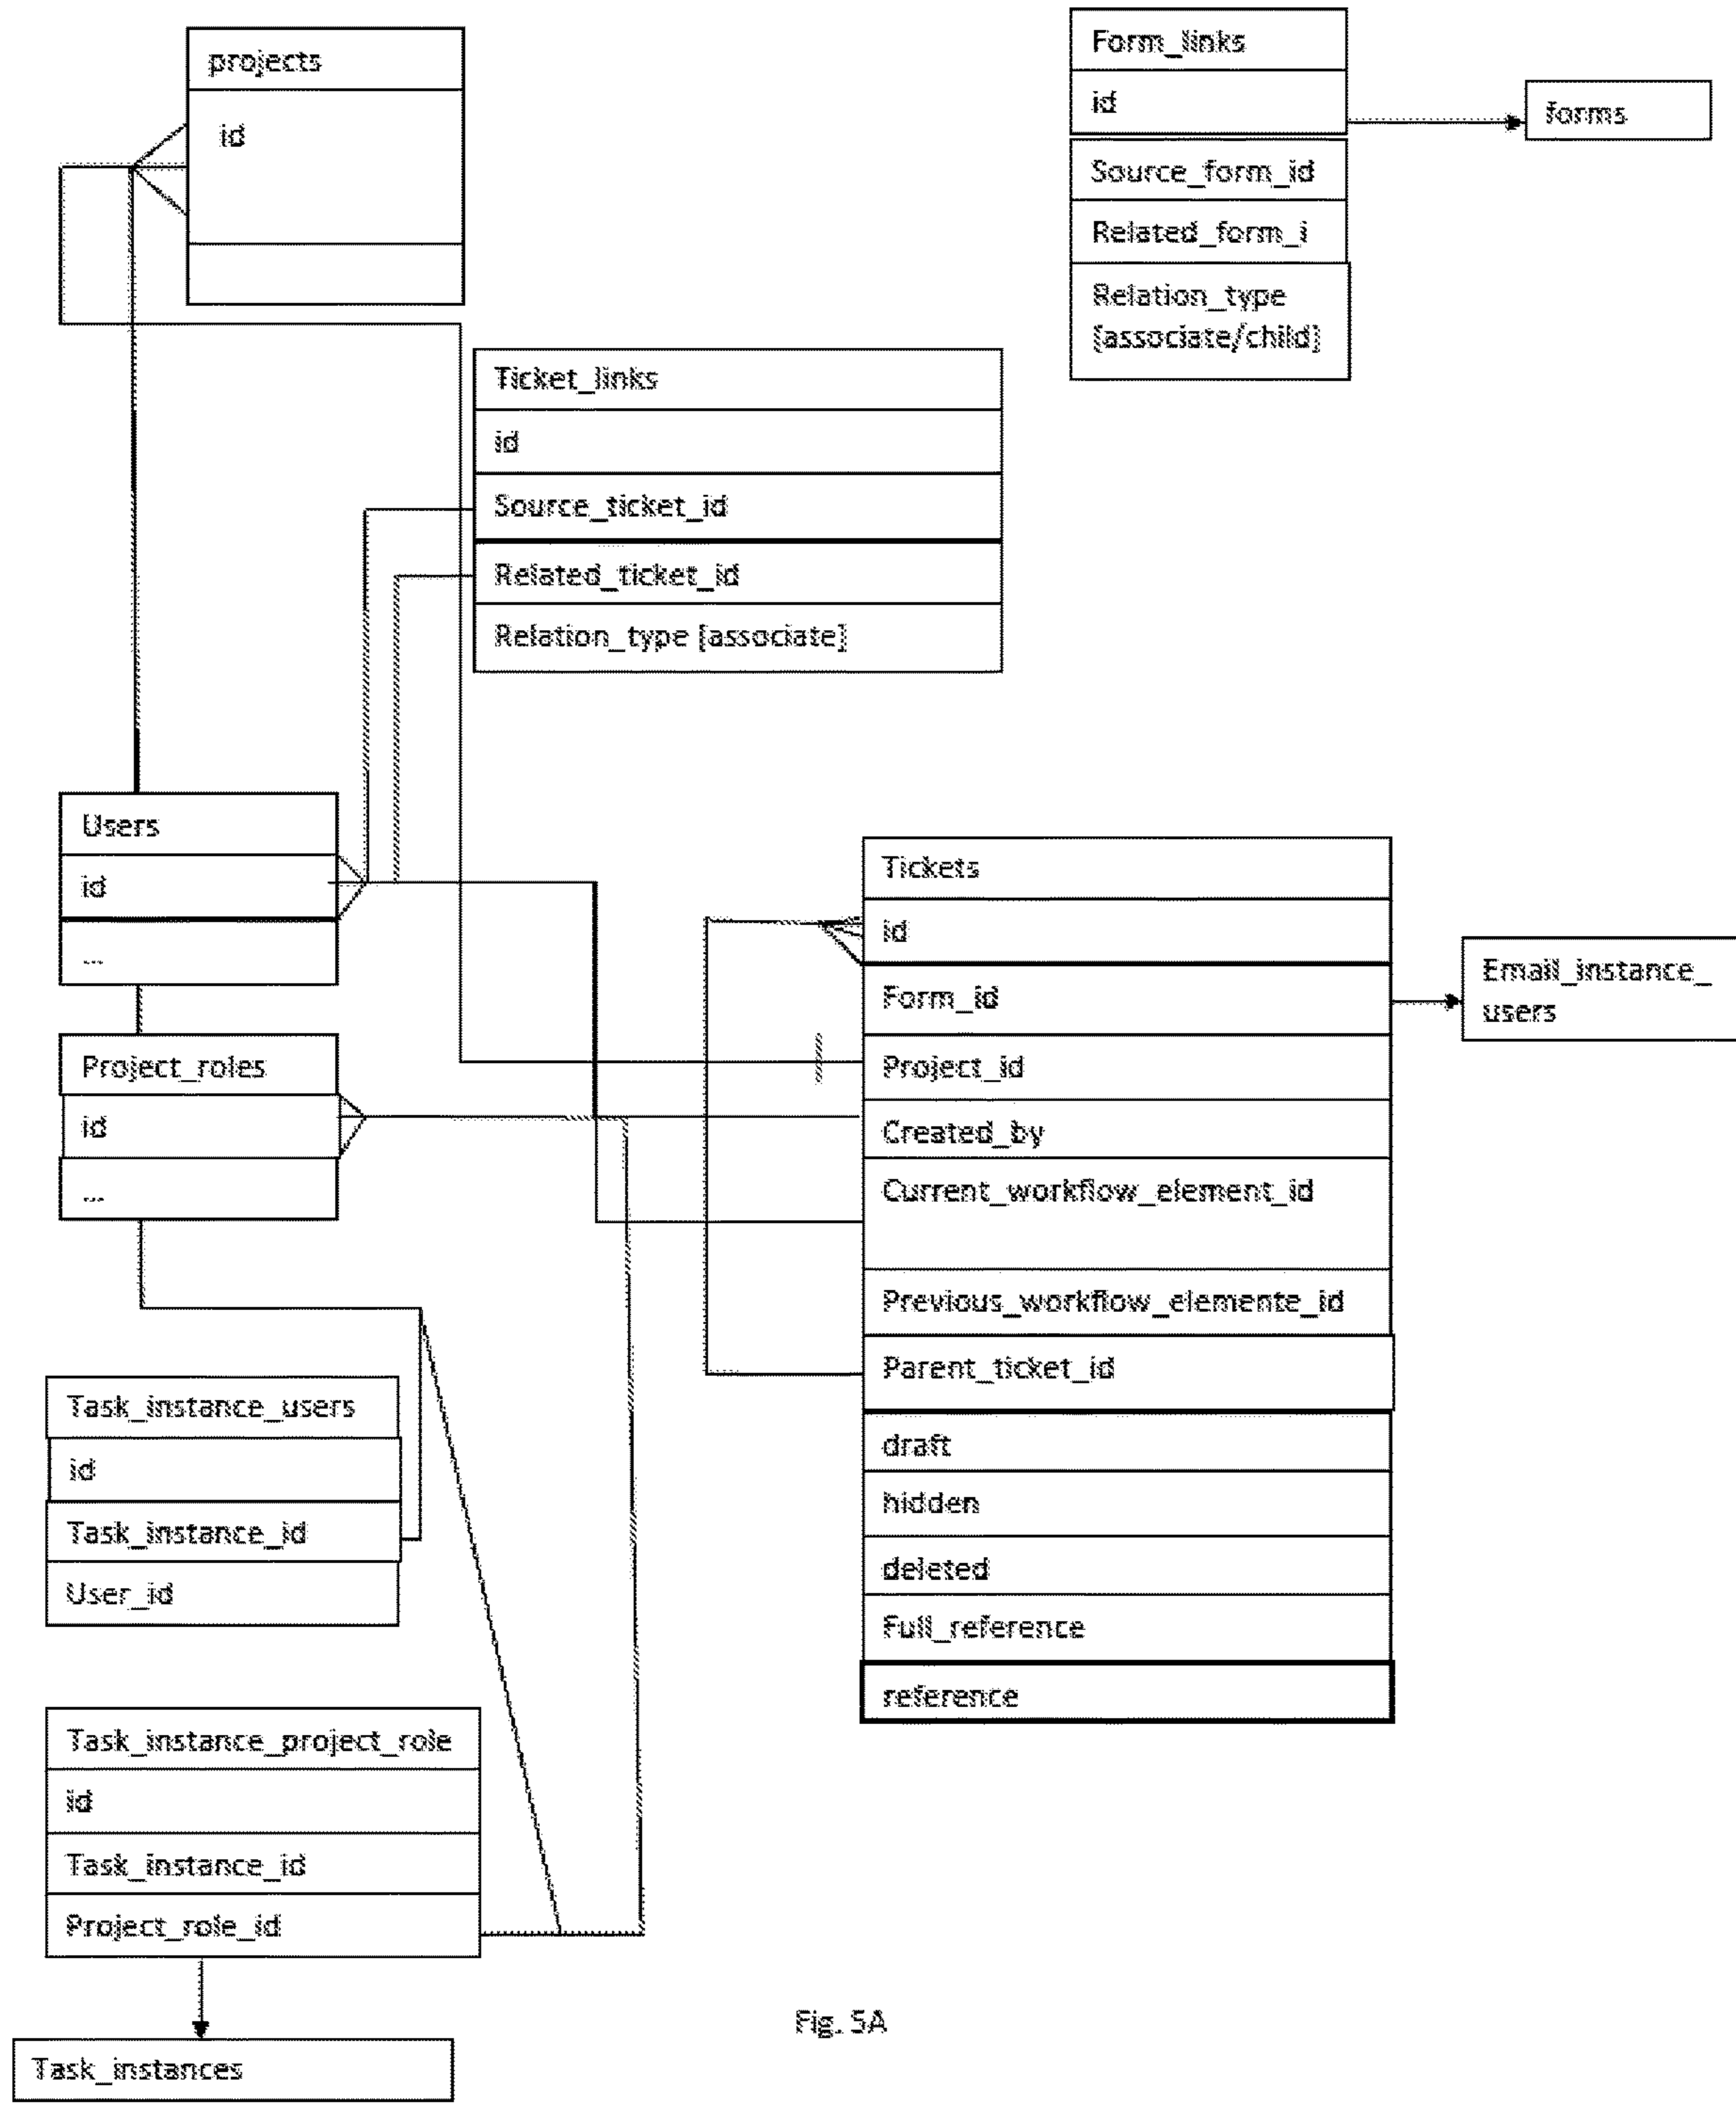 projects
id
Form_links
id
Source_form_id
Related_form_i
Relation_type
[associate/child]
forms
Ticket_links
id
Source_ticket_id
Related_ticket_id
Relation_type [associate]
Users
id
...
Project_roles
id
...
Tickets
id
Form_id
Project_id
Created_by
Current_workflow_element_id
Previous_workflow_elemente_id
Parent_ticket_id
draft
hidden
deleted
Full_reference
reference
Email_instance_
users
Task_instance_users
id
Task_instance_id
User_id
Task_instance_project_role
id
Task_instance_id
Project_role_id
Task_instances
Fig. 5A